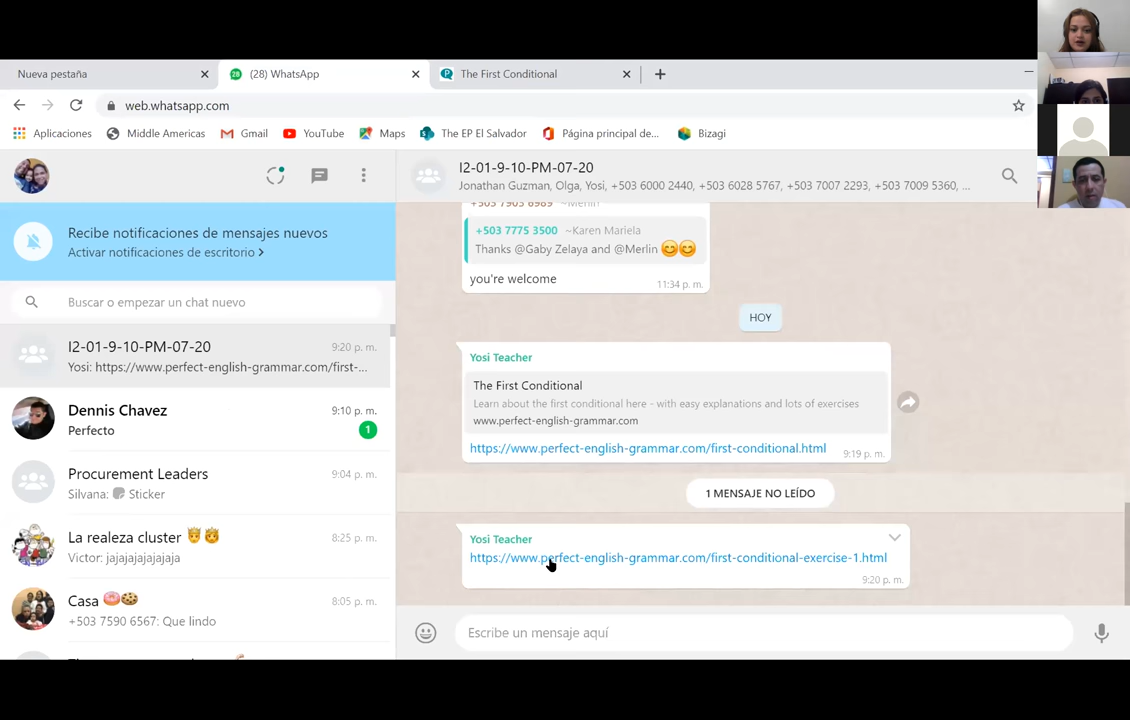 Nueva pestaña
(28) WhatsApp
The First Conditional
web.whatsapp.com
Aplicaciones
Middle Americas
Gmail
YouTube
Maps
The EP El Salvador
Página principal de...
Bizagi
I2-01-9-10-PM-07-20
Jonathan Guzman, Olga, Yosi, +503 6000 2440, +503 6028 5767, +503 7007 2293, +503 7009 5360, ...
Recibe notificaciones de mensajes nuevos
Activar notificaciones de escritorio >
Buscar o empezar un chat nuevo
I2-01-9-10-PM-07-20
9:20 p. m.
Yosi: https://www.perfect-english-grammar.com/first-...
Dennis Chavez
9:10 p. m.
Perfecto
1
Procurement Leaders
9:04 p. m.
Silvana: Sticker
La realeza cluster
8:25 p. m.
Victor: jajajajajajaja
Casa
8:05 p. m.
+503 7590 6567: Que lindo
+503 7903 6989 ~Merlin
+503 7775 3500 ~Karen Mariela
Thanks @Gaby Zelaya and @Merlin 😊😊
you're welcome
11:34 p. m.
HOY
Yosi Teacher
The First Conditional
Learn about the first conditional here - with easy explanations and lots of exercises
www.perfect-english-grammar.com
https://www.perfect-english-grammar.com/first-conditional.html
9:19 p. m.
1 MENSAJE NO LEÍDO
Yosi Teacher
https://www.perfect-english-grammar.com/first-conditional-exercise-1.html
9:20 p. m.
Escribe un mensaje aquí